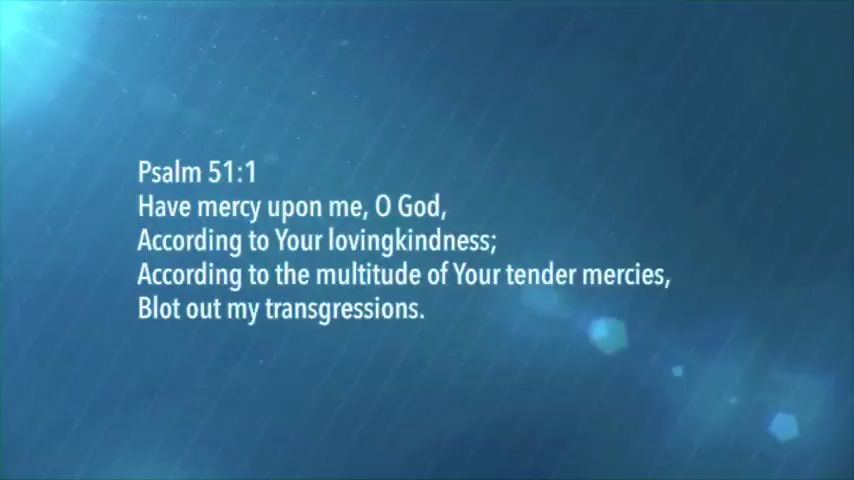 Psalm 51:1
Have mercy upon me, O God,
According to Your lovingkindness;
According to the multitude of Your tender mercies,
Blot out my transgressions.